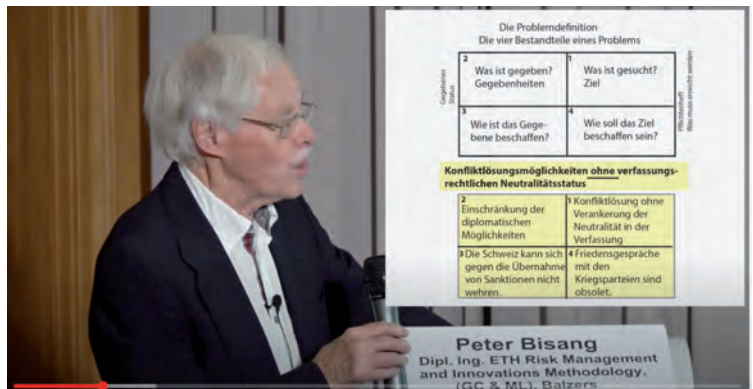 Die Problemdefinition
Die vier Bestandteile eines Problems
2
Was ist gegeben?
Gegebenheiten
1
Was ist gesucht?
Ziel
3
Wie ist das Gege-
bene beschaffen?
4
Wie soll das Ziel
beschaffen sein?
Gegebenen
Status
Pflichtenheft
Was muss erreicht werden
Konfliktlösungsmöglichkeiten ohne verfassungs-
rechtlichen Neutralitätsstatus
2
Einschränkung der
diplomatischen
Möglichkeiten
1 Konfliktlösung ohne
Verankerung der
Neutralität in der
Verfassung
3 Die Schweiz kann sich
gegen die Übernahme
von Sanktionen nicht
wehren.
4 Friedensgespräche
mit den
Kriegsparteien sind
obsolet.
Peter Bisang
Dipl. Ing. ETH Risk Management
and Innovations Methodology,
(GC & ML), Balzers